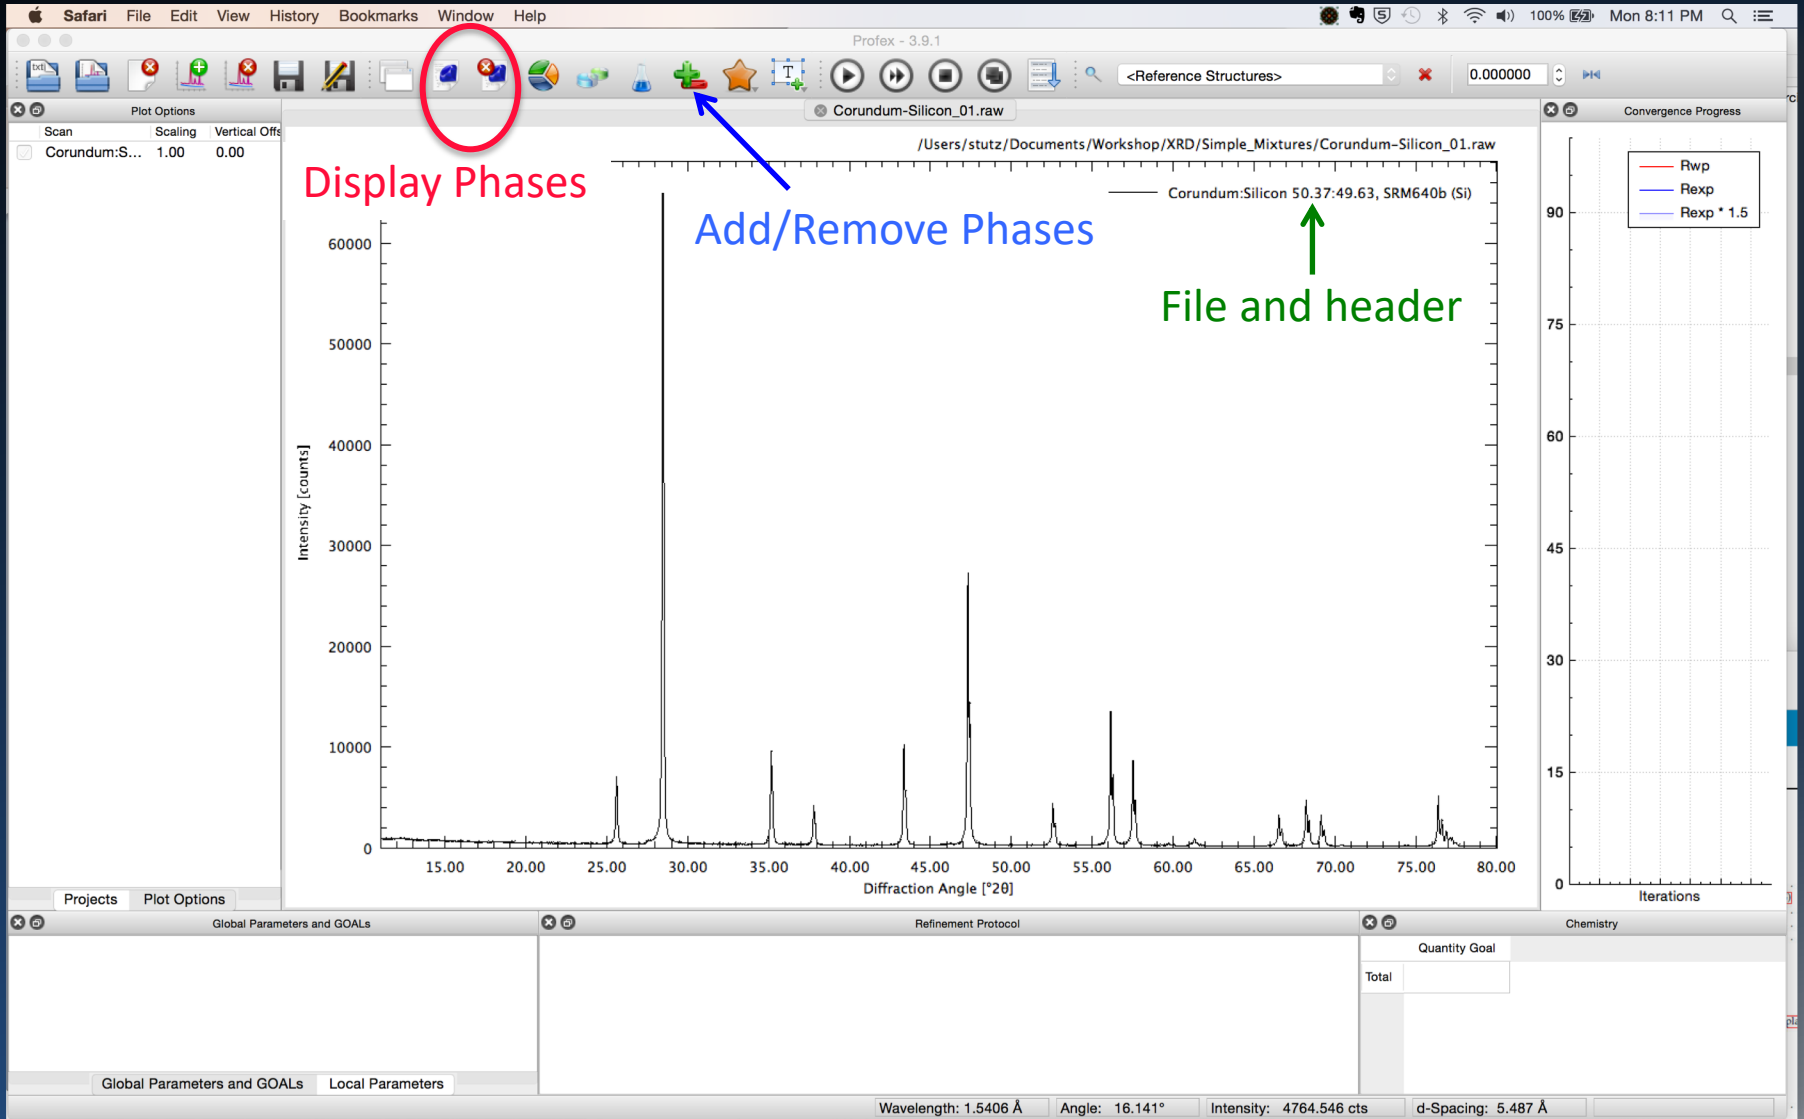 Safari File Edit View History Bookmarks Window Help
100% Mon 8:11 PM
Profex - 3.9.1
txt
T
<Reference Structures>
0.000000
Plot Options
Corundum-Silicon_01.raw
Convergence Progress
Scan Scaling Vertical Offs
Corundum:S... 1.00 0.00
/Users/stutz/Documents/Workshop/XRD/Simple_Mixtures/Corundum-Silicon_01.raw
Corundum:Silicon 50.37:49.63, SRM640b (Si)
Display Phases
Add/Remove Phases
File and header
Rwp
Rexp
Rexp * 1.5
60000
50000
40000
30000
20000
10000
0
Intensity [counts]
15.00 20.00 25.00 30.00 35.00 40.00 45.00 50.00 55.00 60.00 65.00 70.00 75.00 80.00
Diffraction Angle [°2θ]
90
75
60
45
30
15
0
Iterations
Projects Plot Options
Global Parameters and GOALs
Refinement Protocol
Chemistry
Quantity Goal
Total
Global Parameters and GOALs Local Parameters
Wavelength: 1.5406 Å Angle: 16.141° Intensity: 4764.546 cts d-Spacing: 5.487 Å